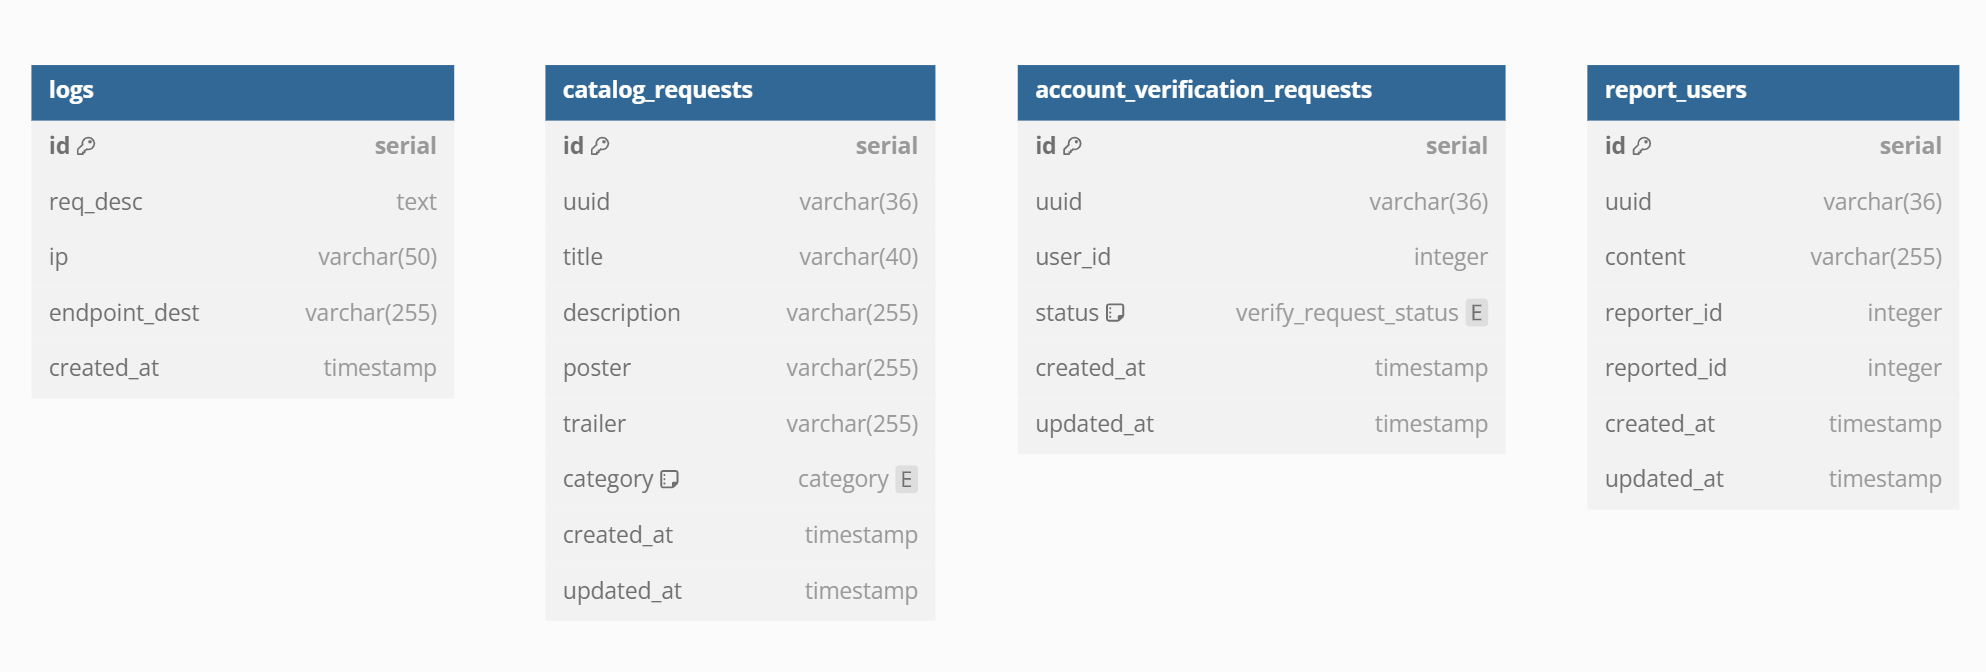 logs
id serial
req_desc text
ip varchar(50)
endpoint_dest varchar(255)
created_at timestamp
catalog_requests
id serial
uuid varchar(36)
title varchar(40)
description varchar(255)
poster varchar(255)
trailer varchar(255)
category category E
created_at timestamp
updated_at timestamp
account_verification_requests
id serial
uuid varchar(36)
user_id integer
status verify_request_status E
created_at timestamp
updated_at timestamp
report_users
id serial
uuid varchar(36)
content varchar(255)
reporter_id integer
reported_id integer
created_at timestamp
updated_at timestamp